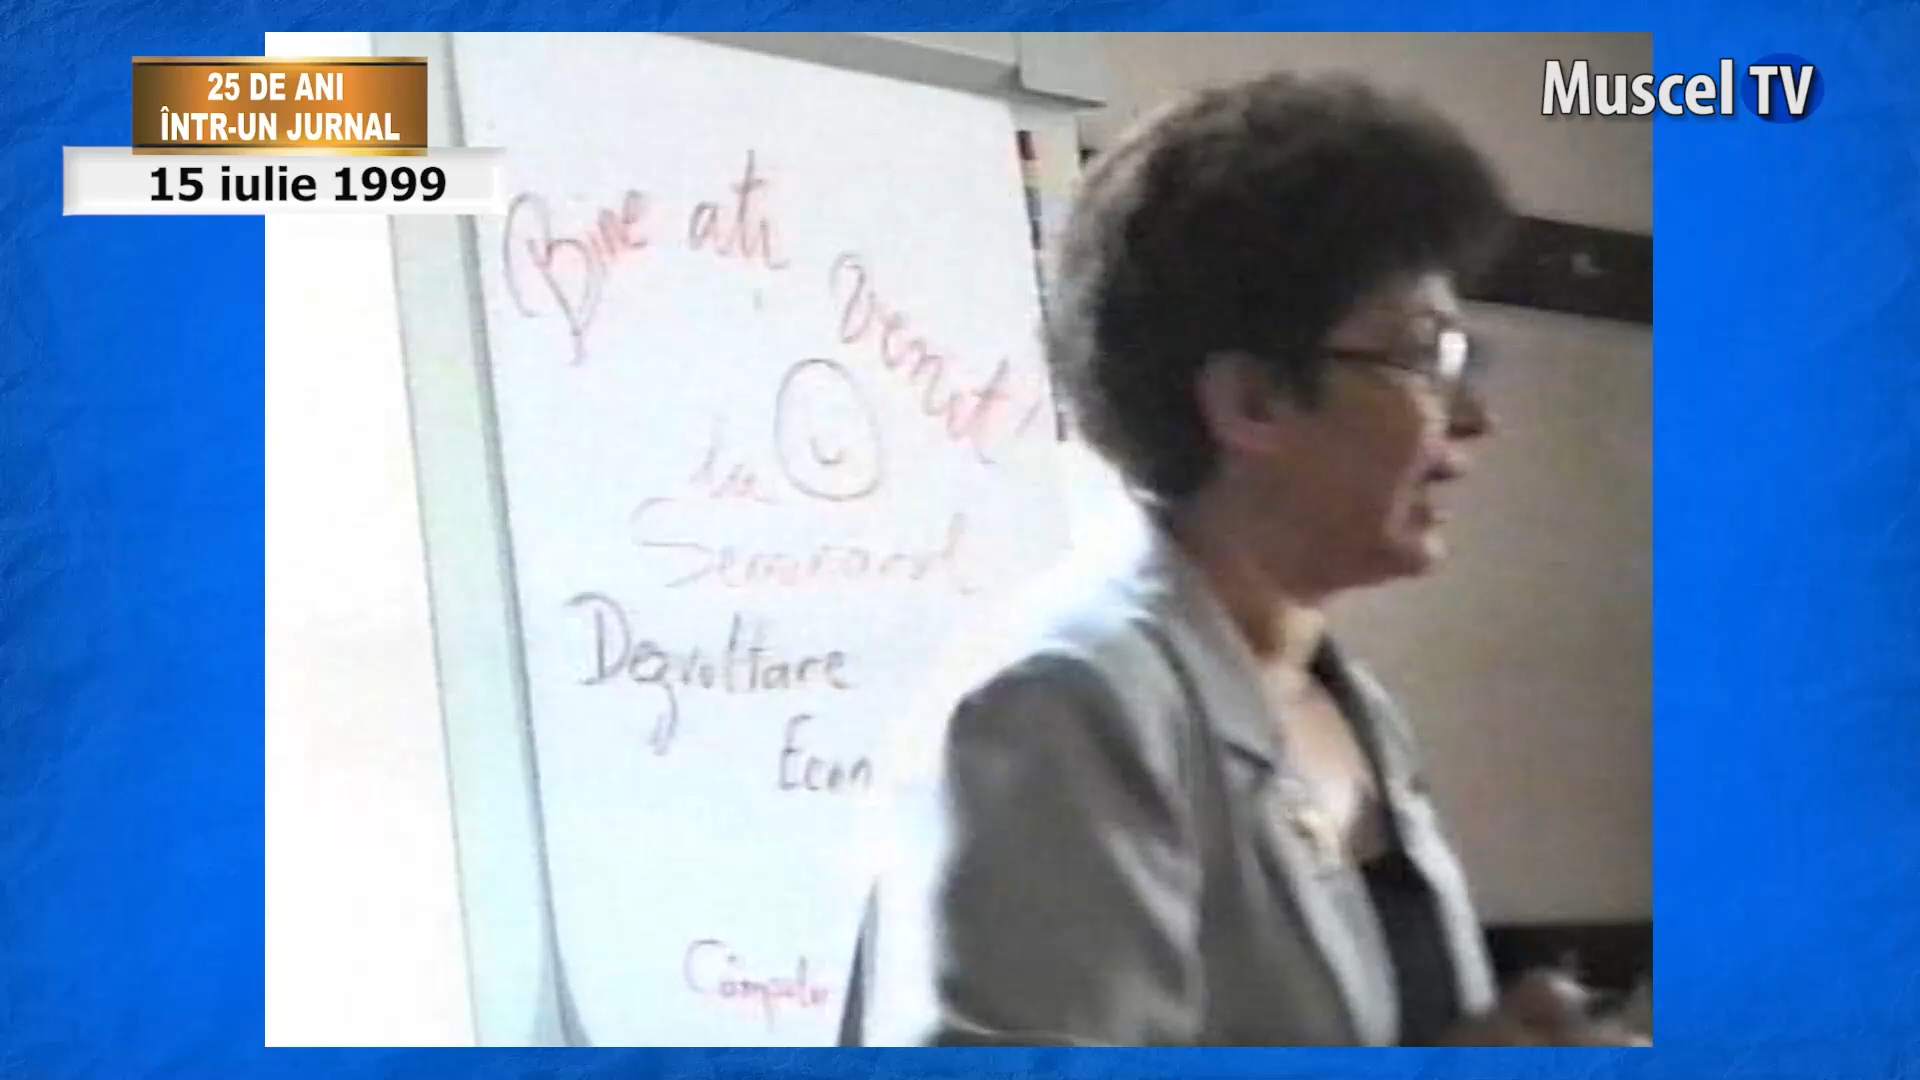 25 DE ANI
ÎNTR-UN JURNAL
15 iulie 1999
Muscel TV
Bine ați
Venit!
la
Seminarul
Dezvoltare
Econ
Câmpulu